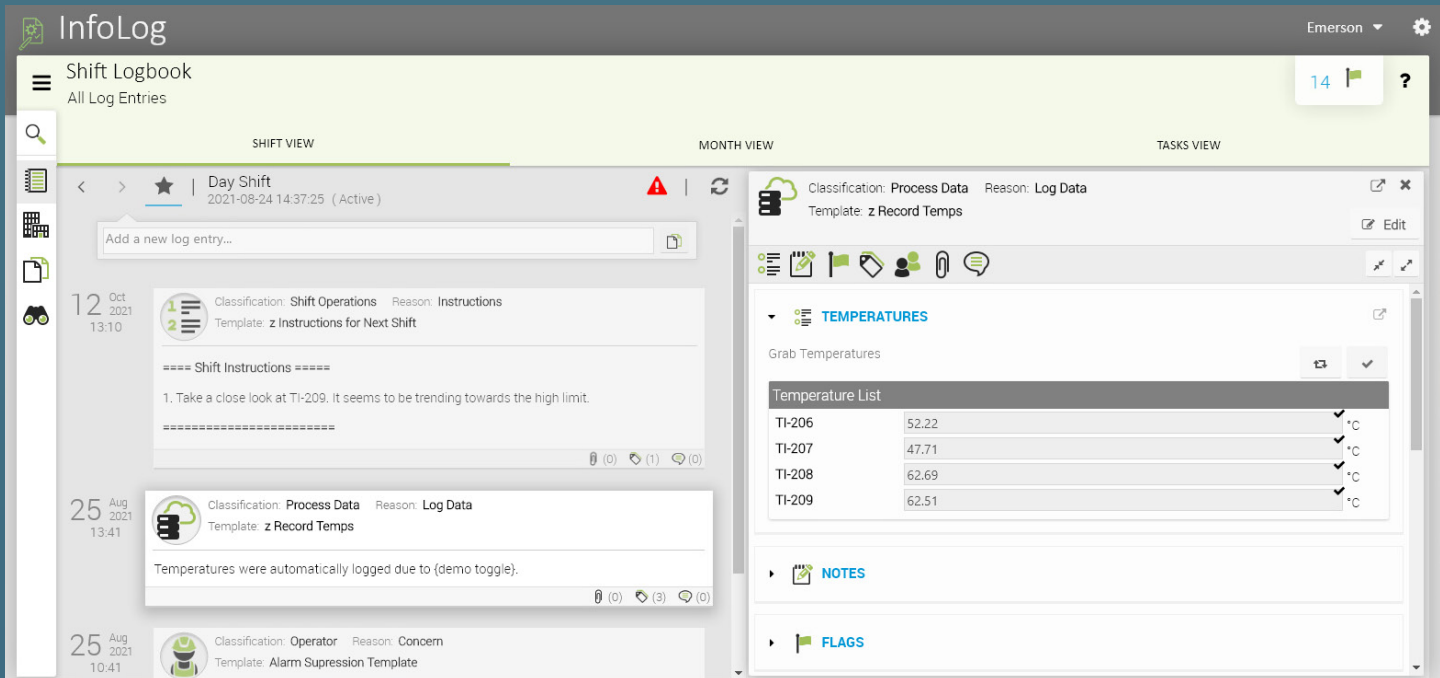 InfoLog
Emerson
Shift Logbook
All Log Entries
14
?
SHIFT VIEW
MONTH VIEW
TASKS VIEW
Day Shift
2021-08-24 14:37:25 (Active)
Add a new log entry...
12 Oct 2021
13:10
Classification: Shift Operations Reason: Instructions
Template: z Instructions for Next Shift
1
2
==== Shift Instructions =====
1. Take a close look at TI-209. It seems to be trending towards the high limit.
========================
(0) (1) (0)
25 Aug 2021
13:41
Classification: Process Data Reason: Log Data
Template: z Record Temps
Temperatures were automatically logged due to {demo toggle}.
(0) (3) (0)
25 Aug 2021
10:41
Classification: Operator Reason: Concern
Template: Alarm Supression Template
Classification: Process Data Reason: Log Data
Template: z Record Temps
Edit
TEMPERATURES
Grab Temperatures
Temperature List
TI-206 52.22 °C
TI-207 47.71 °C
TI-208 62.69 °C
TI-209 62.51 °C
NOTES
FLAGS